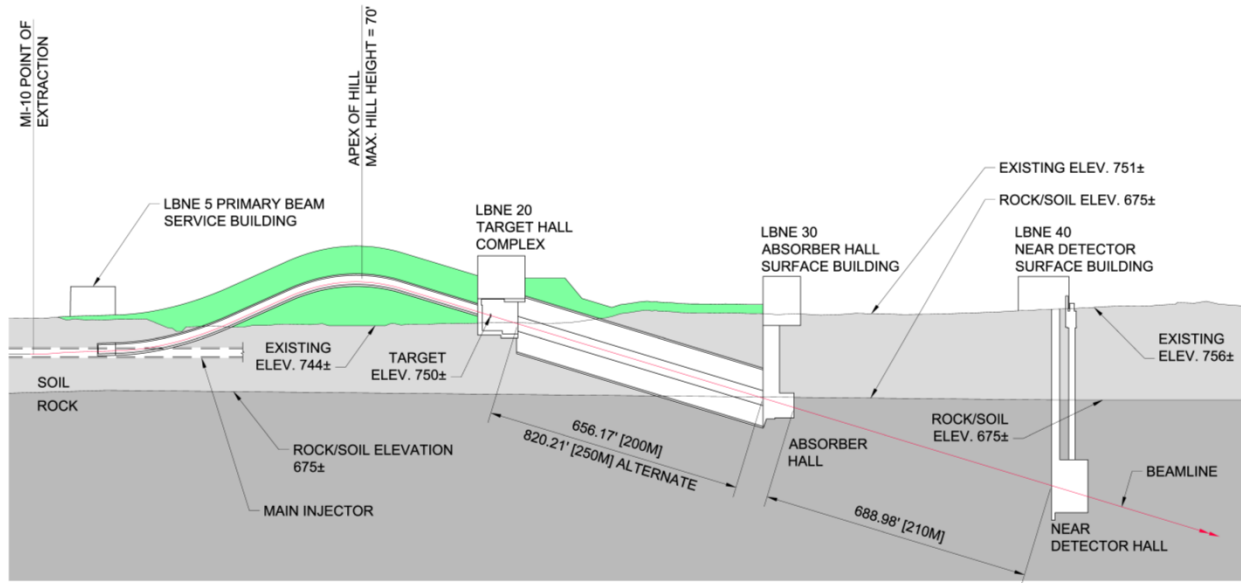 MI-10 POINT OF
EXTRACTION
APEX OF HILL
MAX. HILL HEIGHT = 70'
LBNE 5 PRIMARY BEAM
SERVICE BUILDING
LBNE 20
TARGET HALL
COMPLEX
LBNE 30
ABSORBER HALL
SURFACE BUILDING
EXISTING ELEV. 751±
ROCK/SOIL ELEV. 675±
LBNE 40
NEAR DETECTOR
SURFACE BUILDING
EXISTING
ELEV. 744±
TARGET
ELEV. 750±
EXISTING
ELEV. 756±
SOIL
ROCK
ROCK/SOIL ELEVATION
675±
MAIN INJECTOR
656.17' [200M]
820.21' [250M] ALTERNATE
ABSORBER
HALL
688.98' [210M]
ROCK/SOIL
ELEV. 675±
BEAMLINE
NEAR
DETECTOR HALL